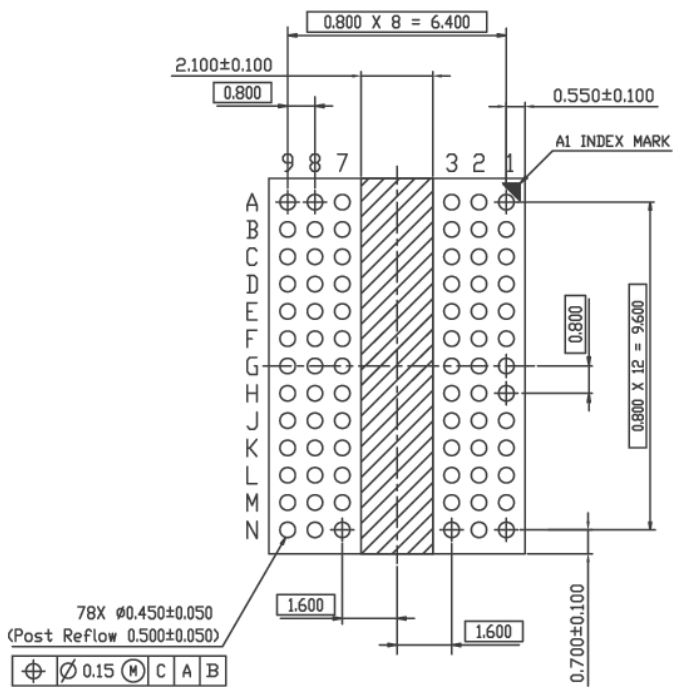 0.800 X 8 = 6.400
2.100±0.100
0.800
0.550±0.100
A1 INDEX MARK
9 8 7 3 2 1
A
B
C
D
E
F
G
H
J
K
L
M
N
0.800
0.800 X 12 = 9.600
1.600
1.600
0.700±0.100
78X ⌀0.450±0.050
(Post Reflow 0.500±0.050)
⌖ ⌀ 0.15 Ⓜ C A B